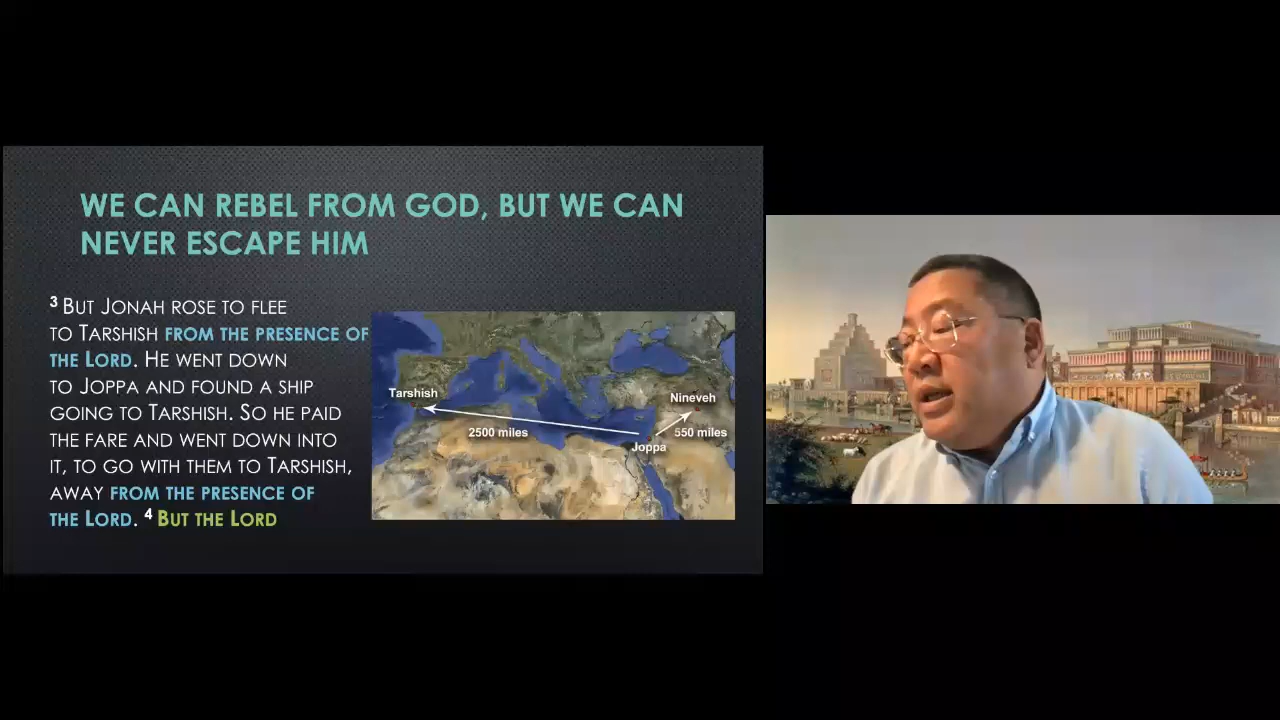 WE CAN REBEL FROM GOD, BUT WE CAN
NEVER ESCAPE HIM
3 BUT JONAH ROSE TO FLEE
TO TARSHISH FROM THE PRESENCE OF
THE LORD. HE WENT DOWN
TO JOPPA AND FOUND A SHIP
GOING TO TARSHISH. SO HE PAID
THE FARE AND WENT DOWN INTO
IT, TO GO WITH THEM TO TARSHISH,
AWAY FROM THE PRESENCE OF
THE LORD. 4 BUT THE LORD
Tarshish
Nineveh
2500 miles
550 miles
Joppa